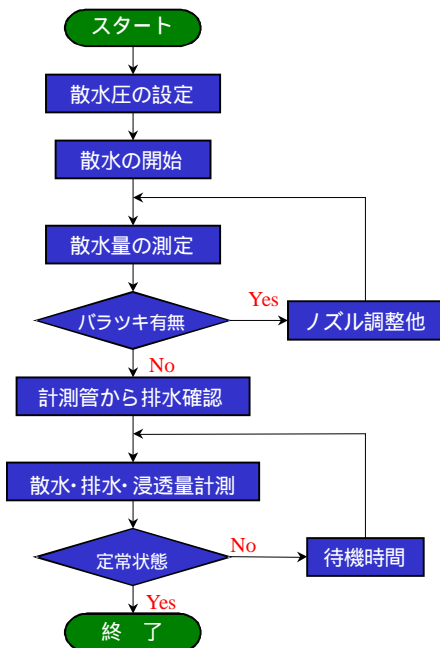 スタート
散水圧の設定
散水の開始
散水量の測定
バラツキ有無
Yes
ノズル調整他
No
計測管から排水確認
散水・排水・浸透量計測
定常状態
No
待機時間
Yes
終　了